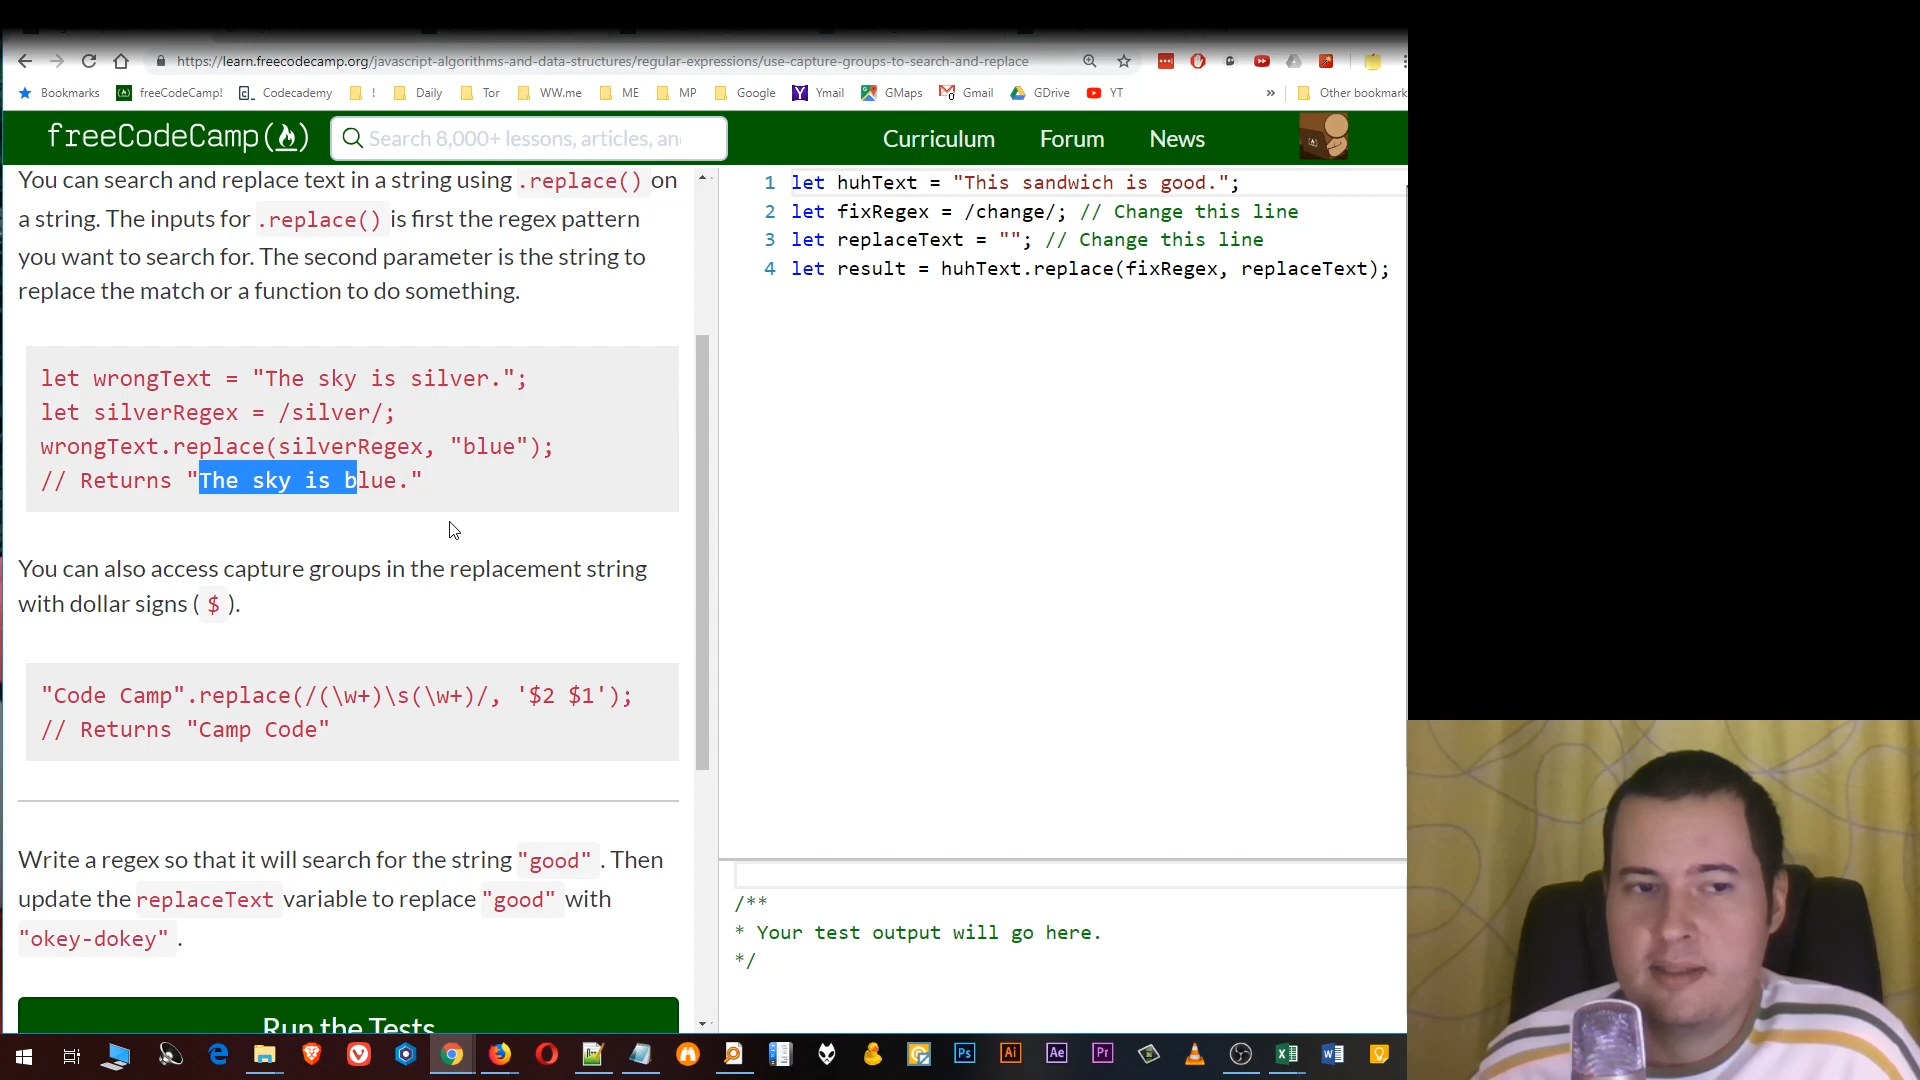 https://learn.freecodecamp.org/javascript-algorithms-and-data-structures/regular-expressions/use-capture-groups-to-search-and-replace
Bookmarks freeCodeCamp! Codecademy ! Daily Tor WW.me ME MP Google Ymail GMaps Gmail GDrive YT » Other bookmark
freeCodeCamp Search 8,000+ lessons, articles, an Curriculum Forum News
You can search and replace text in a string using .replace() on
a string. The inputs for .replace() is first the regex pattern
you want to search for. The second parameter is the string to
replace the match or a function to do something.
let wrongText = "The sky is silver.";
let silverRegex = /silver/;
wrongText.replace(silverRegex, "blue");
// Returns "The sky is blue."
You can also access capture groups in the replacement string
with dollar signs ( $ ).
"Code Camp".replace(/(\w+)\s(\w+)/, '$2 $1');
// Returns "Camp Code"
Write a regex so that it will search for the string "good" . Then
update the replaceText variable to replace "good" with
"okey-dokey" .
Run the Tests
1 let huhText = "This sandwich is good.";
2 let fixRegex = /change/; // Change this line
3 let replaceText = ""; // Change this line
4 let result = huhText.replace(fixRegex, replaceText);
/**
* Your test output will go here.
*/
Ps Ai Ae Pr